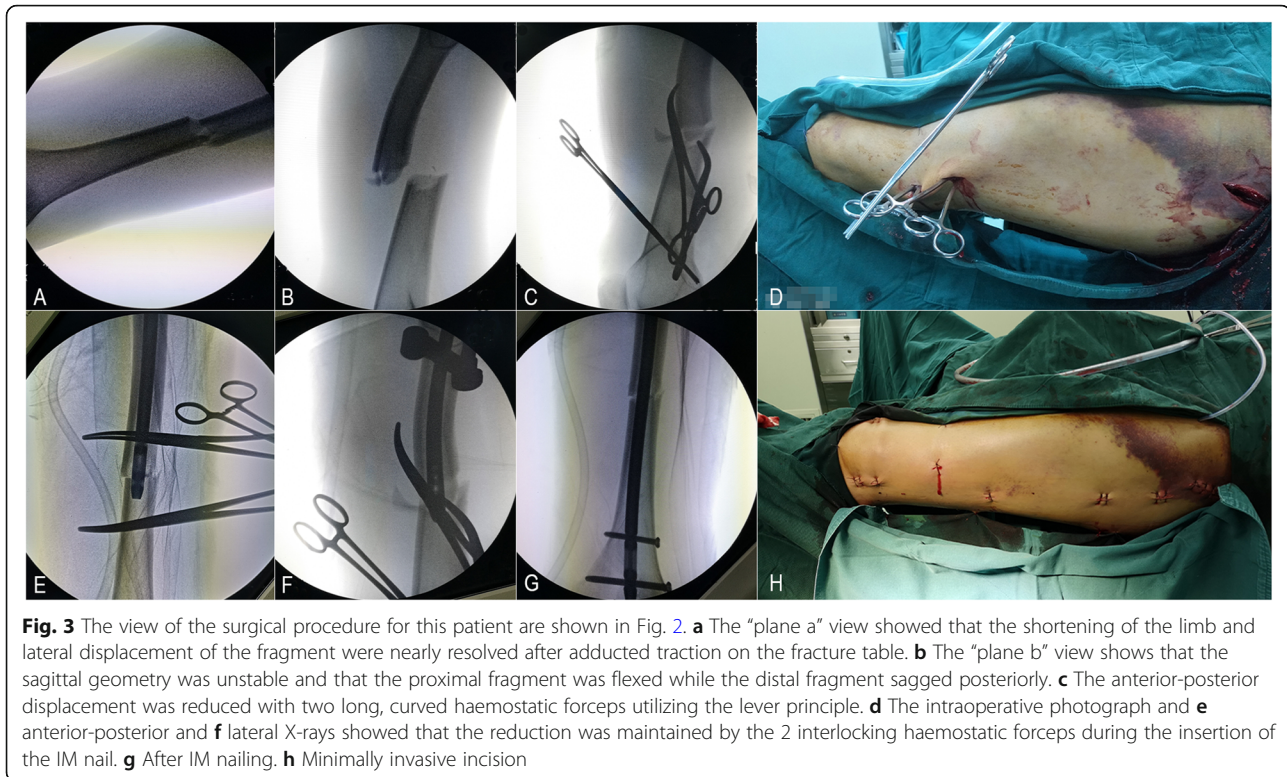 A
B
C
D
E
F
G
H
Fig. 3 The view of the surgical procedure for this patient are shown in Fig. 2. a The “plane a” view showed that the shortening of the limb and
lateral displacement of the fragment were nearly resolved after adducted traction on the fracture table. b The “plane b” view shows that the
sagittal geometry was unstable and that the proximal fragment was flexed while the distal fragment sagged posteriorly. c The anterior-posterior
displacement was reduced with two long, curved haemostatic forceps utilizing the lever principle. d The intraoperative photograph and e
anterior-posterior and f lateral X-rays showed that the reduction was maintained by the 2 interlocking haemostatic forceps during the insertion of
the IM nail. g After IM nailing. h Minimally invasive incision